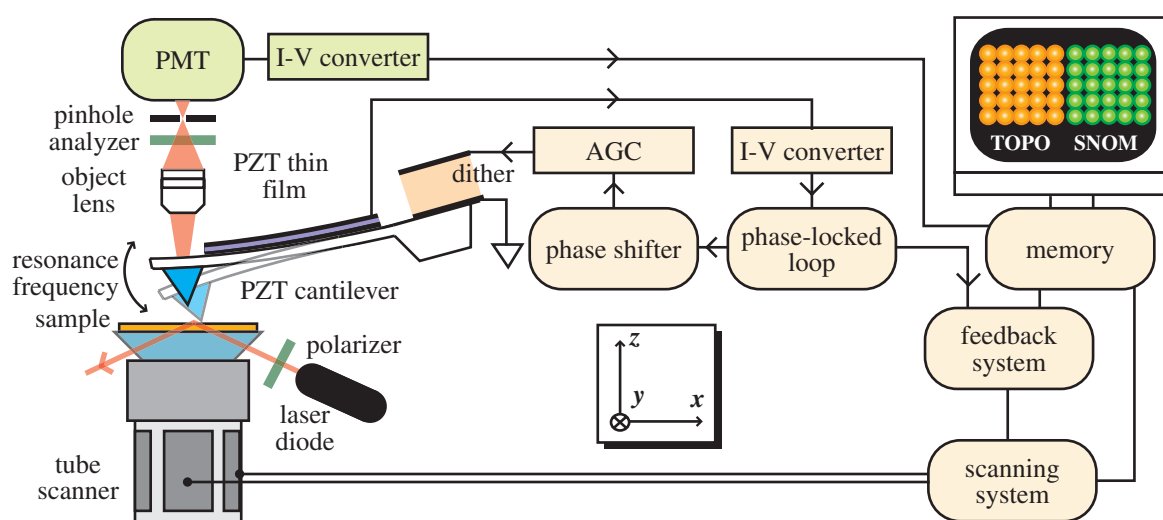 PMT
I-V converter
pinhole
analyzer
object
lens
PZT thin
film
dither
AGC
I-V converter
TOPO SNOM
phase shifter
phase-locked
loop
memory
resonance
frequency
PZT cantilever
sample
polarizer
laser
diode
z
y
x
feedback
system
tube
scanner
scanning
system